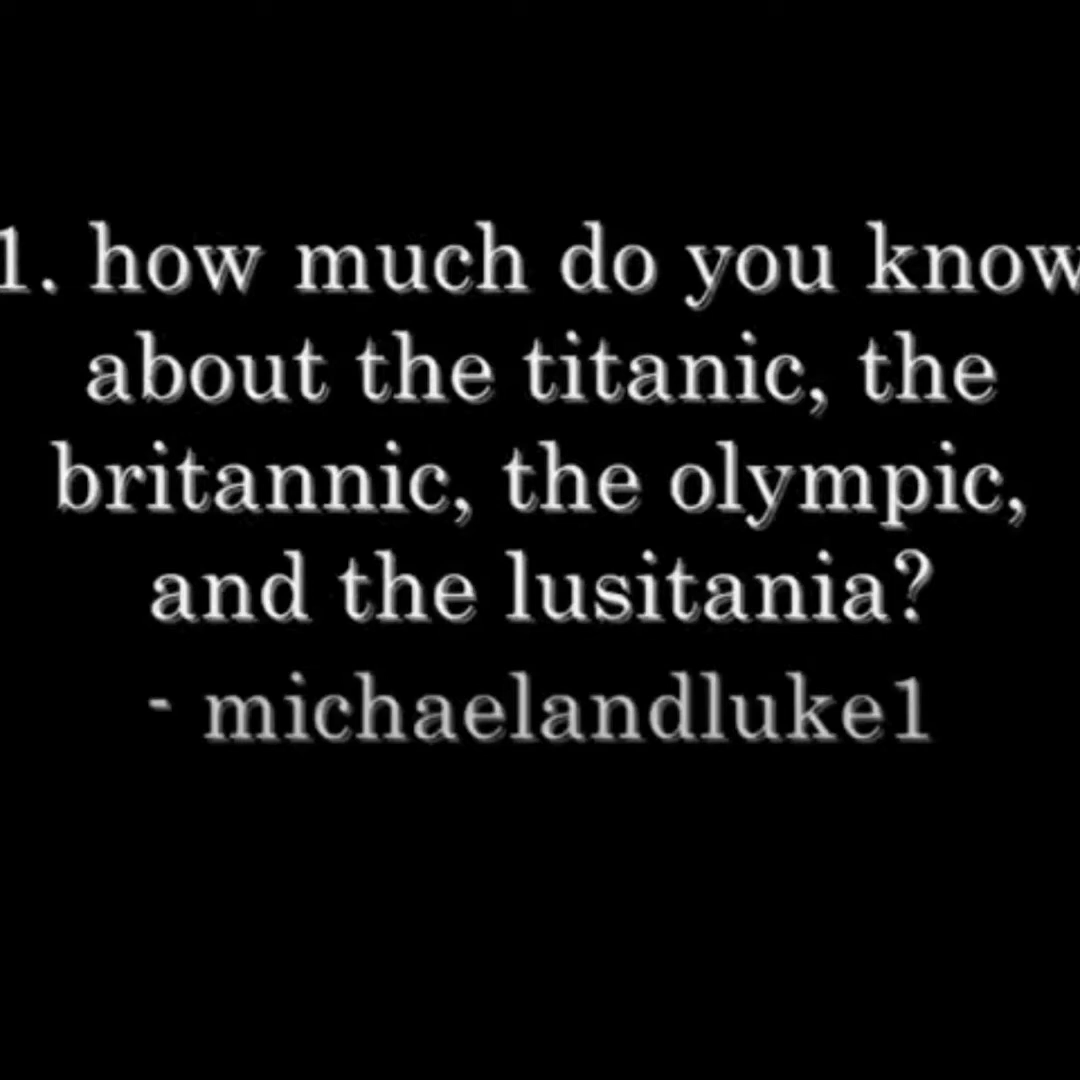 1. how much do you know
about the titanic, the
britannic, the olympic,
and the lusitania?
- michaelandluke1